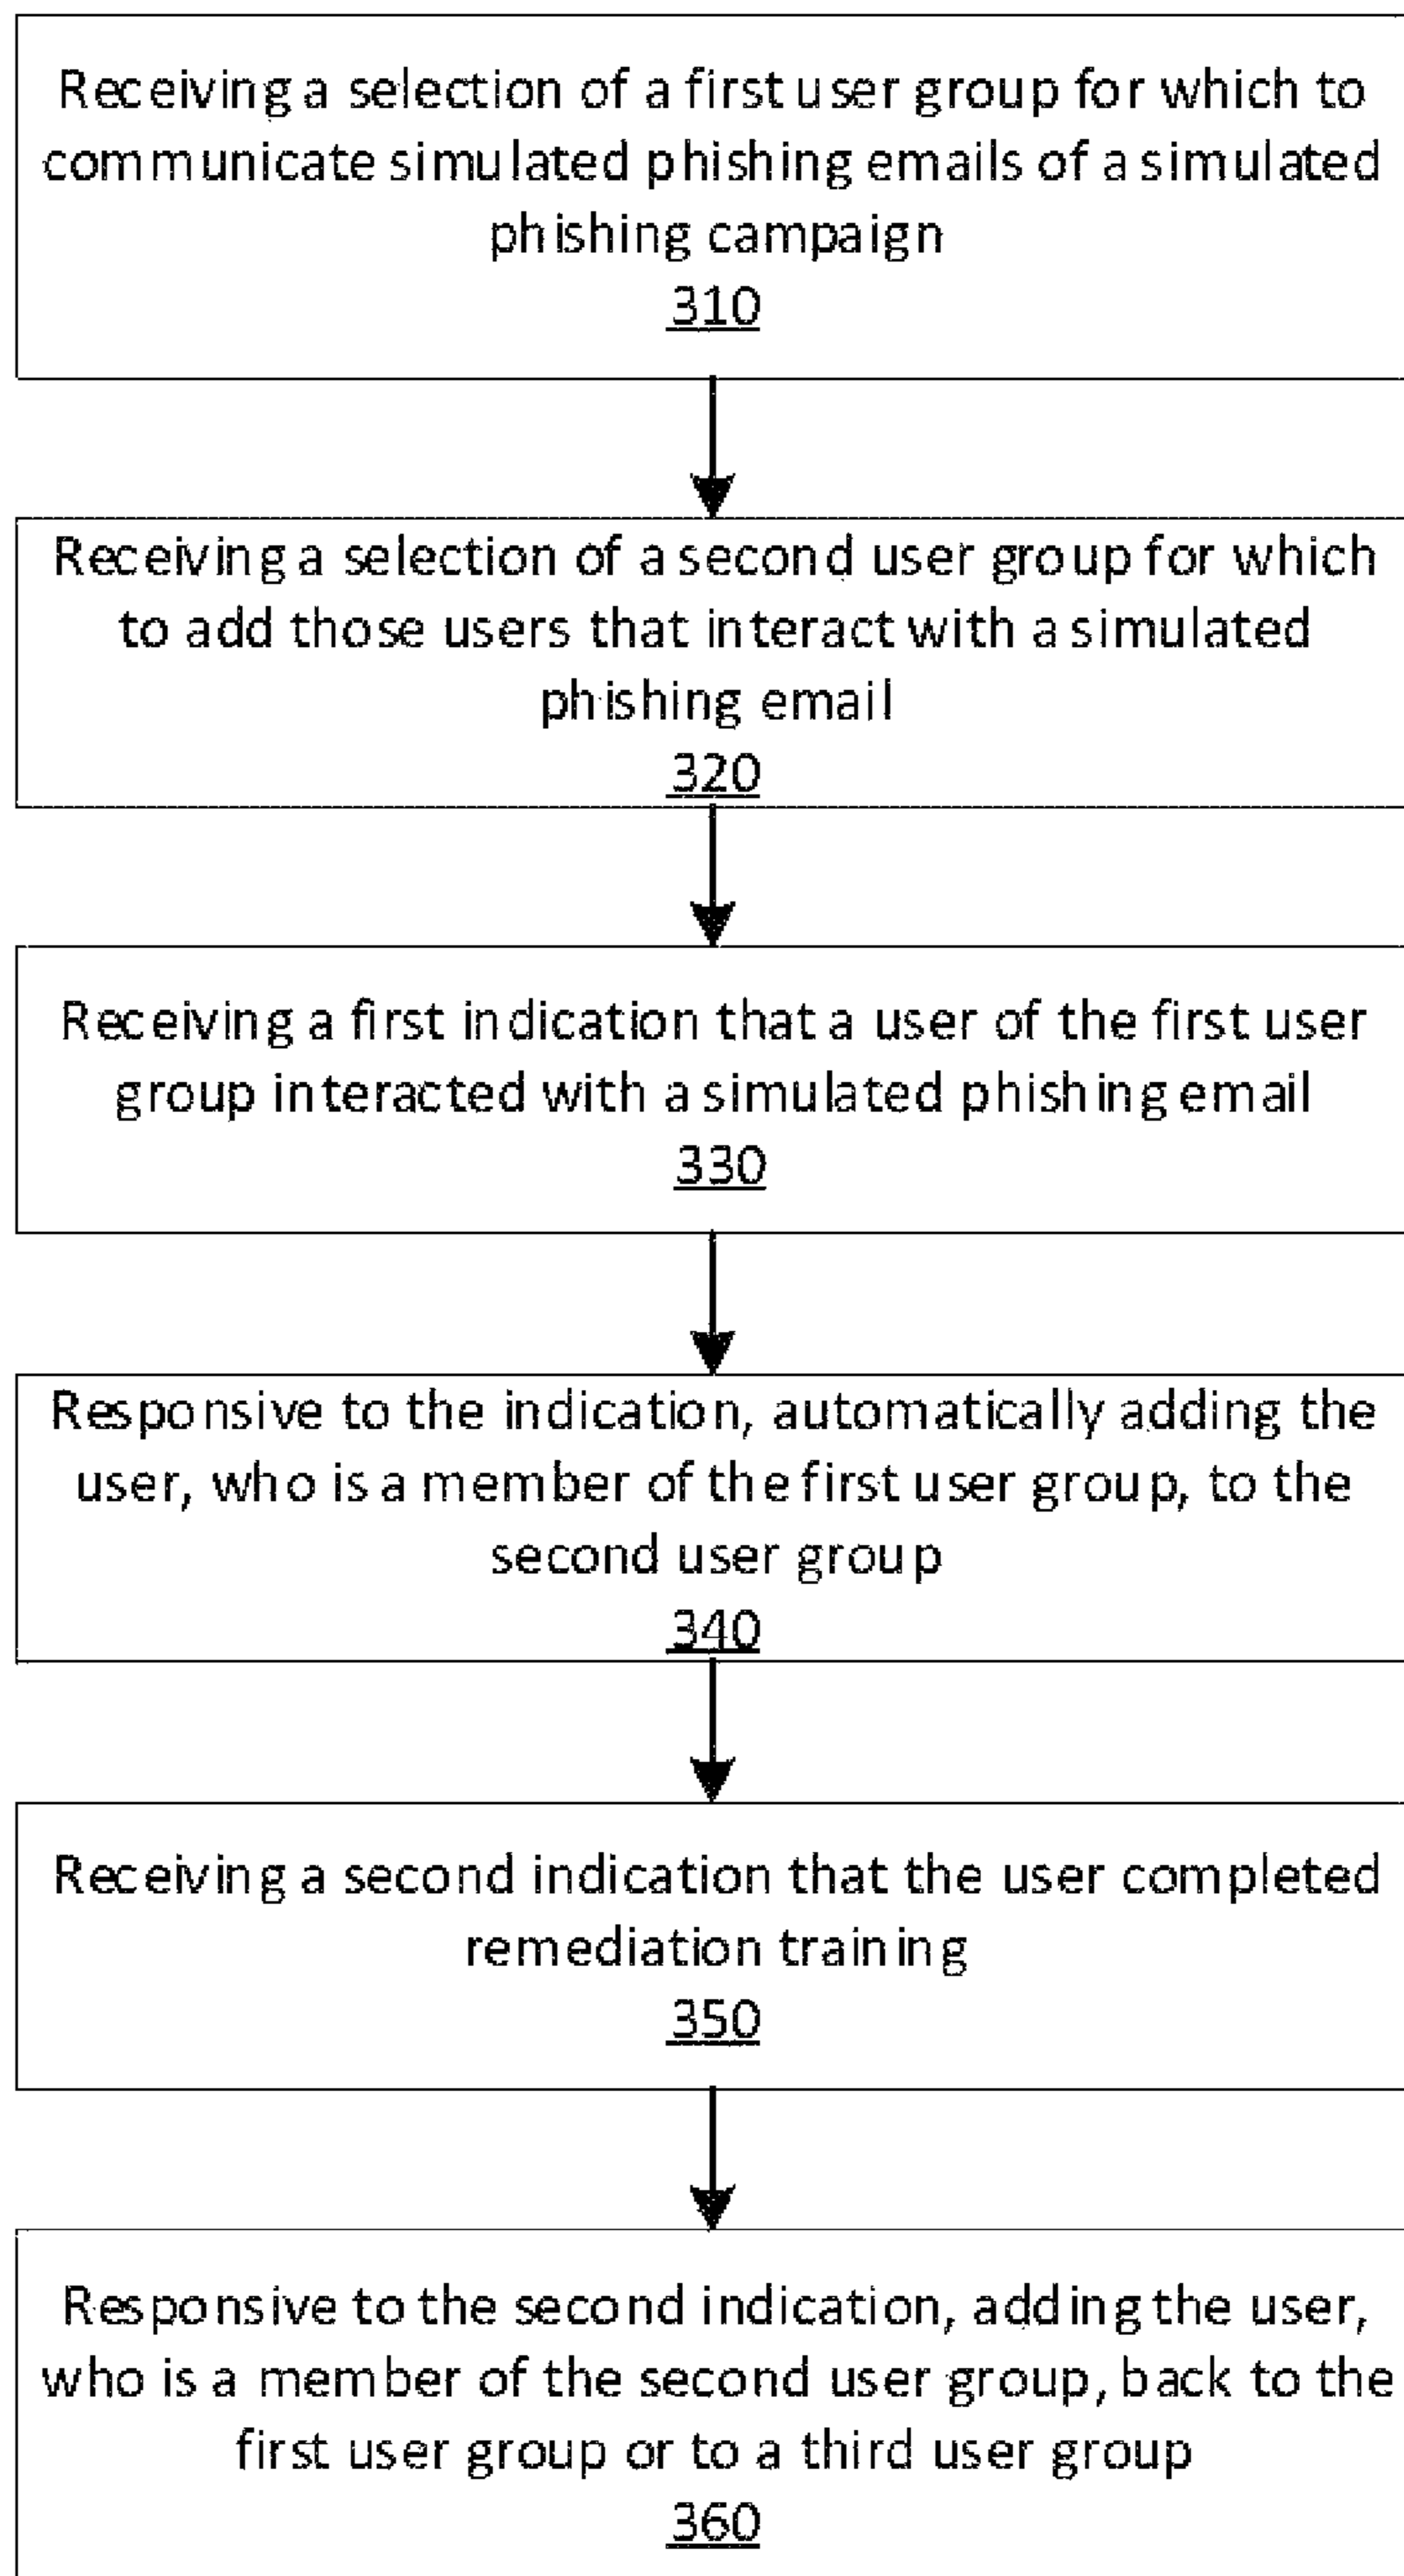 Receiving a selection of a first user group for which to
communicate simulated phishing emails of a simulated
phishing campaign
310
Receiving a selection of a second user group for which
to add those users that interact with a simulated
phishing email
320
Receiving a first indication that a user of the first user
group interacted with a simulated phishing email
330
Responsive to the indication, automatically adding the
user, who is a member of the first user group, to the
second user group
340
Receiving a second indication that the user completed
remediation training
350
Responsive to the second indication, adding the user,
who is a member of the second user group, back to the
first user group or to a third user group
360